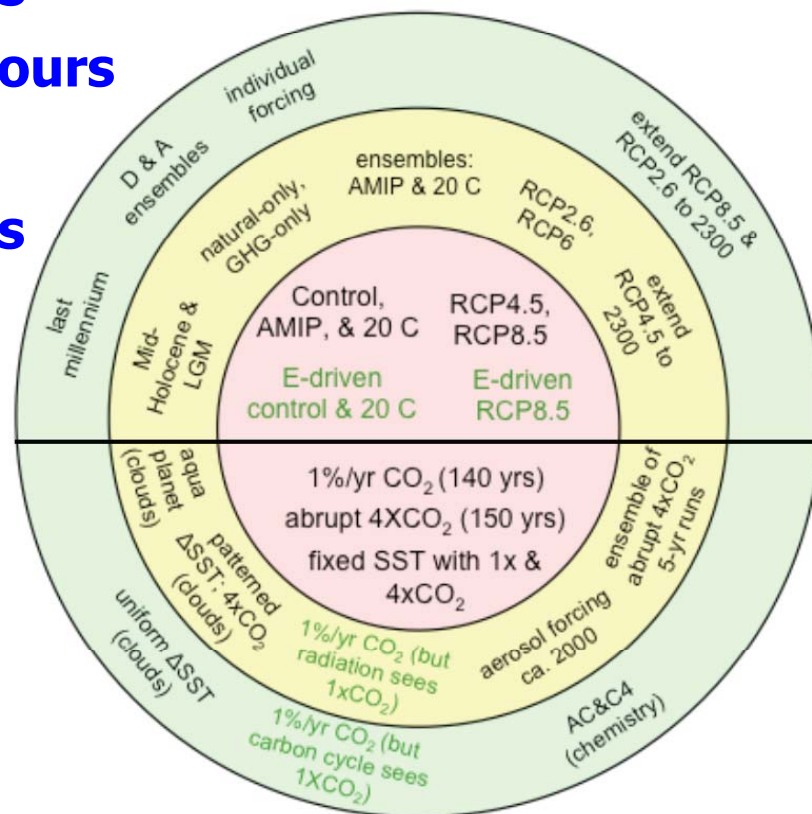 ours
s
individual
forcing
D & A
ensembles
last
millennium
extend RCP8.5 &
RCP2.6 to 2300
ensembles:
AMIP & 20 C
natural-only,
GHG-only
RCP2.6,
RCP6
Mid-
Holocene &
LGM
extend
RCP4.5 to
2300
Control,
AMIP, & 20 C
RCP4.5,
RCP8.5
E-driven
control & 20 C
E-driven
RCP8.5
1%/yr CO₂ (140 yrs)
abrupt 4XCO₂ (150 yrs)
fixed SST with 1x &
4xCO₂
aqua
planet
(clouds)
patterned
ΔSST; 4xCO₂
(clouds)
1%/yr CO₂ (but
radiation sees
1xCO₂)
aerosol forcing
ca. 2000
ensemble of
abrupt 4xCO₂
5-yr runs
uniform ΔSST
(clouds)
1%/yr CO₂ (but
carbon cycle sees
1XCO₂)
AC&C4
(chemistry)